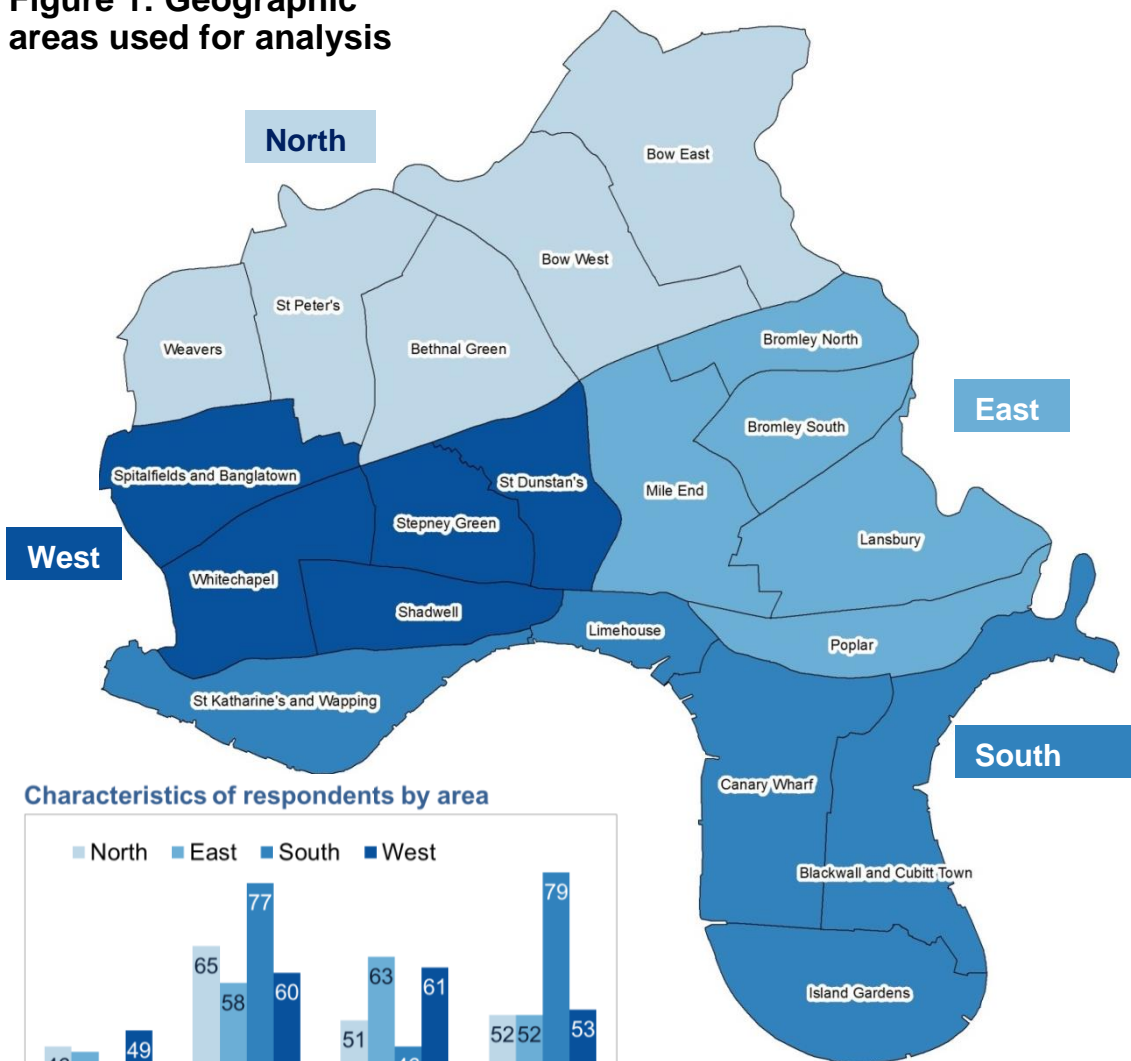 Figure 1: Geographic
areas used for analysis
North
Bow East
Bow West
St Peter's
Weavers
Bethnal Green
Bromley North
East
Bromley South
Spitalfields and Banglatown
St Dunstan's
Mile End
Stepney Green
Lansbury
West
Whitechapel
Shadwell
Limehouse
Poplar
St Katharine's and Wapping
South
Canary Wharf
Characteristics of respondents by area
North East South West
Blackwall and Cubitt Town
79
77
65
63
61
60
58
Island Gardens
51
52 52 53
49